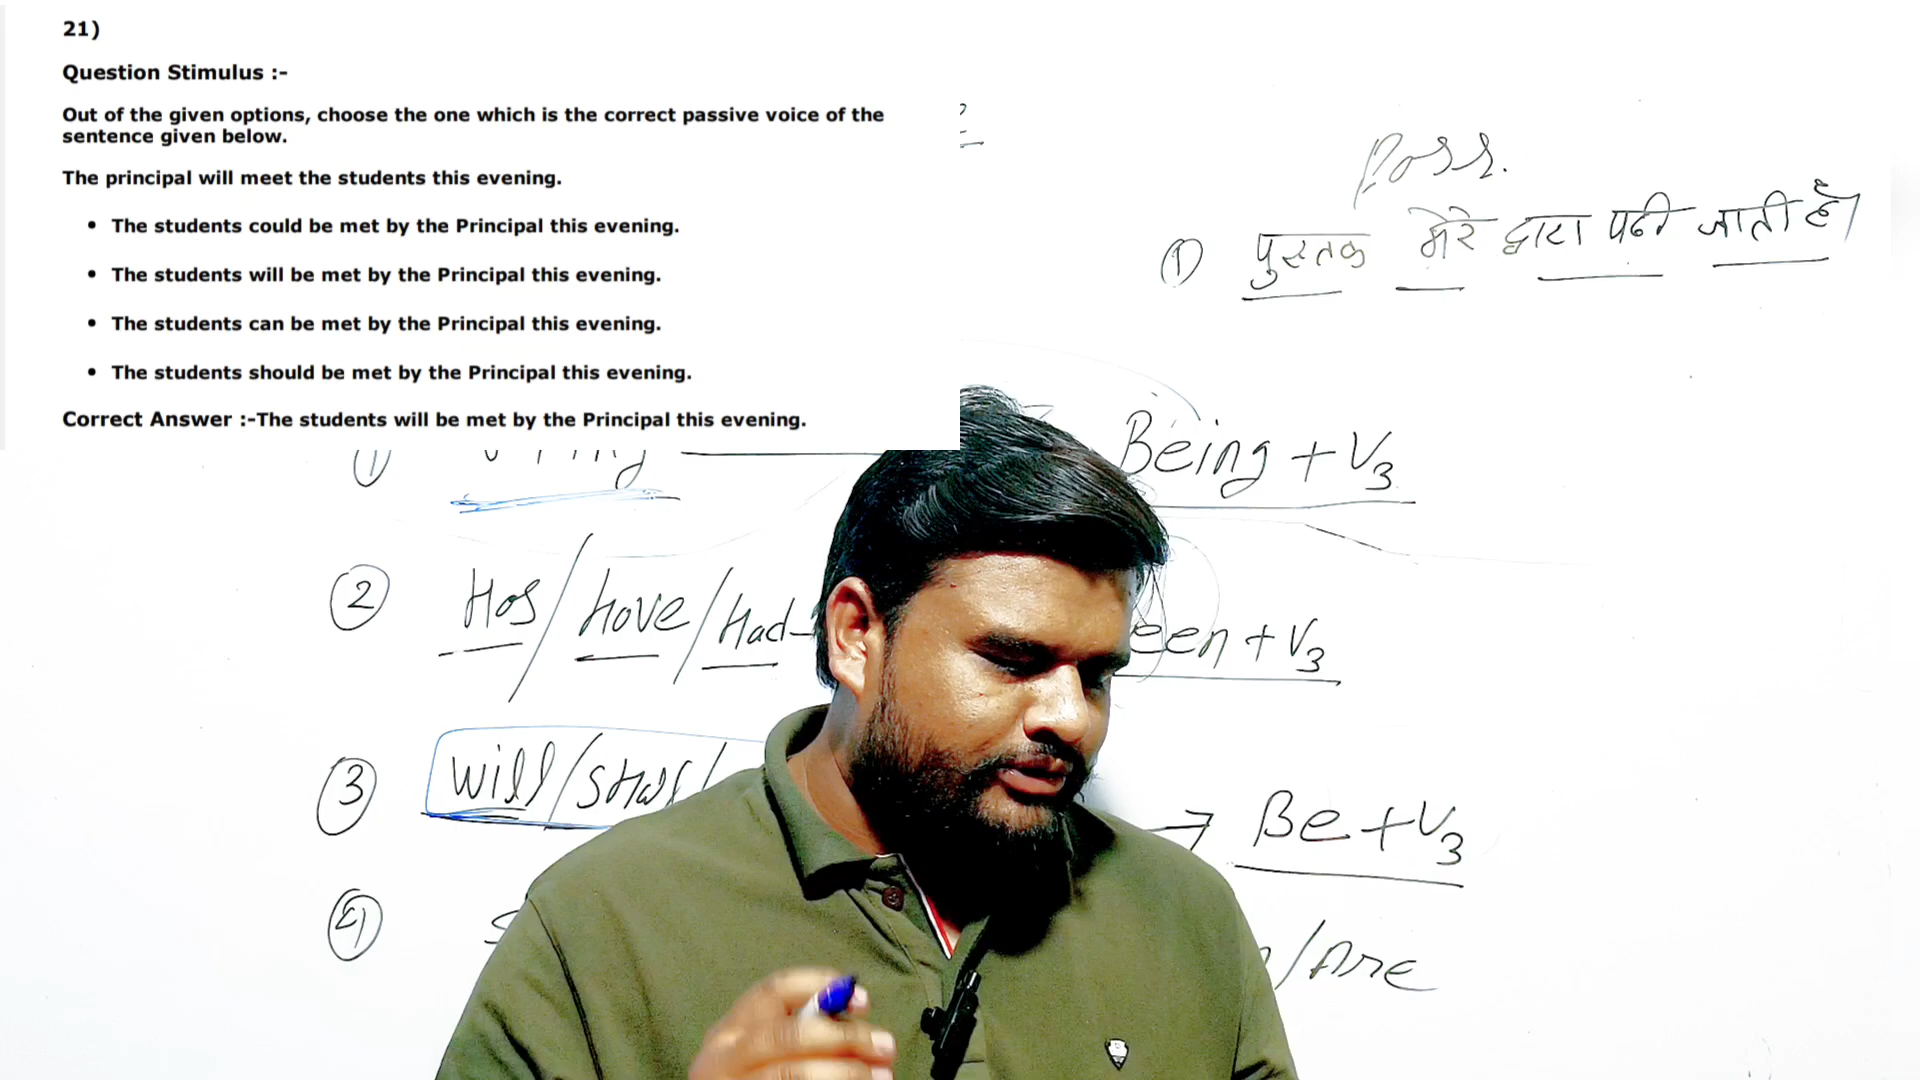 21)
Question Stimulus :-
Out of the given options, choose the one which is the correct passive voice of the
sentence given below.
The principal will meet the students this evening.
• The students could be met by the Principal this evening.
• The students will be met by the Principal this evening.
• The students can be met by the Principal this evening.
• The students should be met by the Principal this evening.
Correct Answer :-The students will be met by the Principal this evening.
Pass.
① पुस्तक मेरे द्वारा पढी जाती है।
① Being + V3
② Has/have/Had een + V3
③ will/ → Be + V3
④ /Are